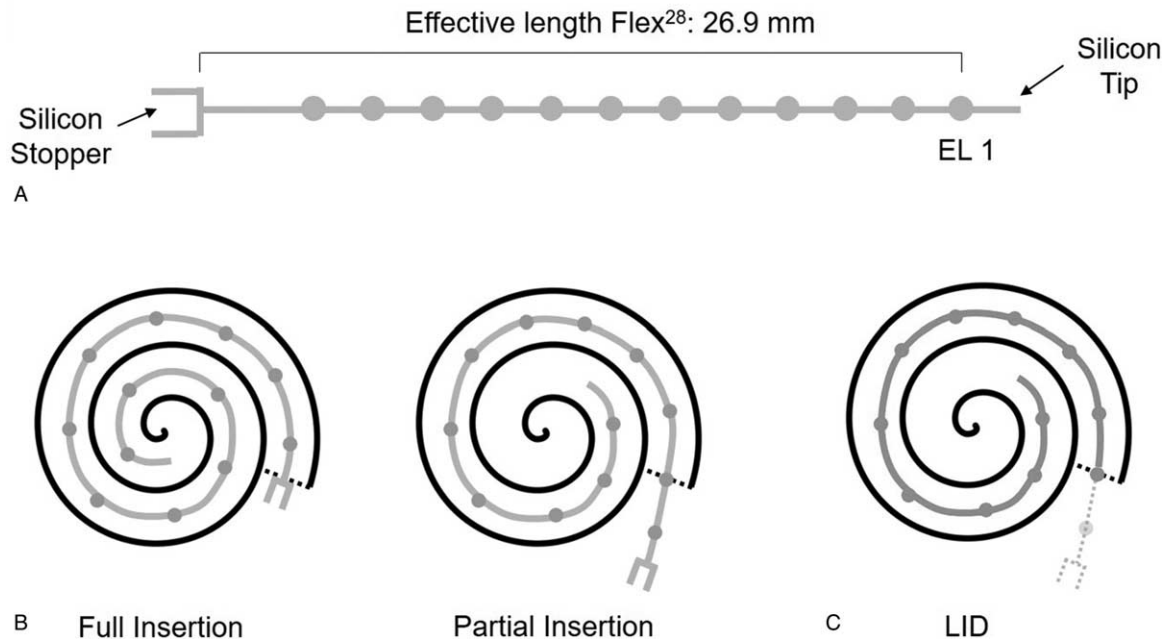 Effective length Flex²⁸: 26.9 mm
Silicon
Tip
Silicon
Stopper
EL 1
A
B Full Insertion Partial Insertion C LID